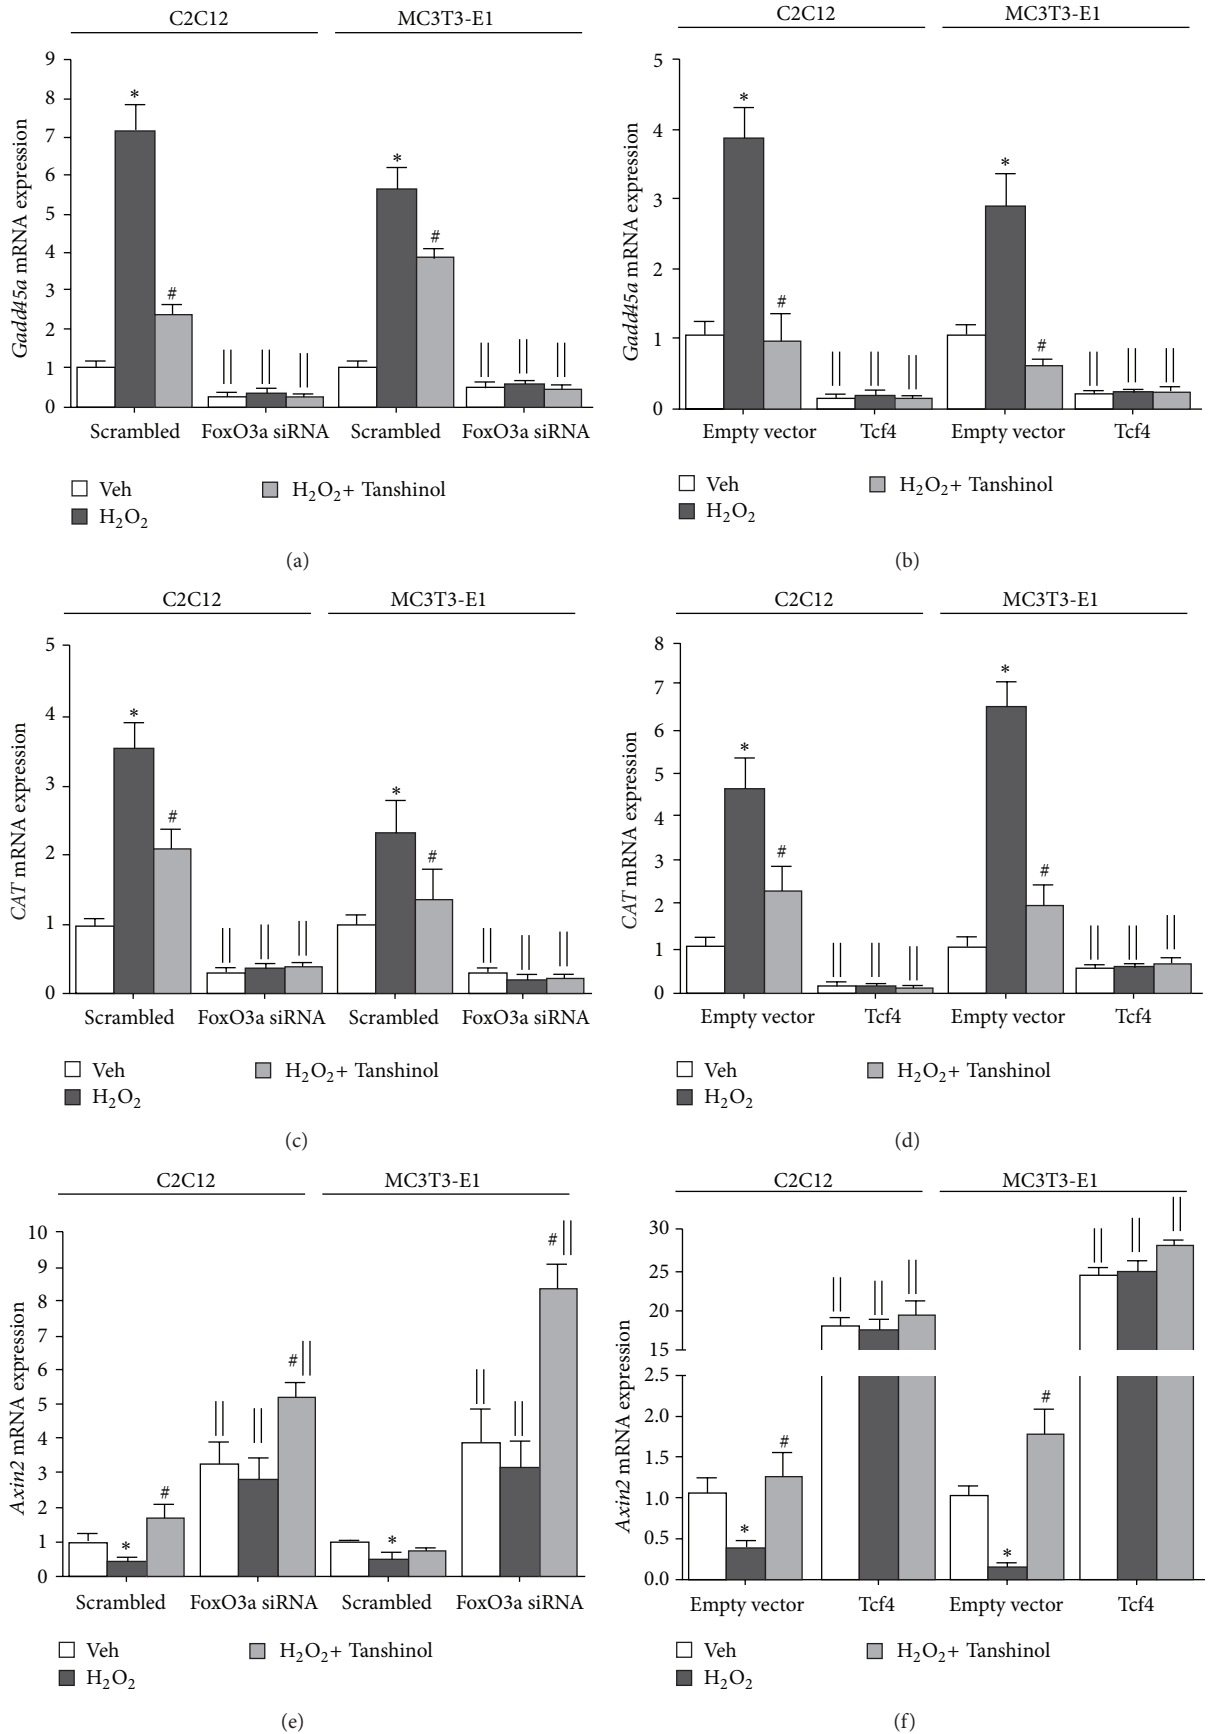 C2C12 MC3T3-E1
9
8
7
6
5
4
3
2
1
0
Gadd45a mRNA expression
* # || || || * # || || ||
Scrambled FoxO3a siRNA Scrambled FoxO3a siRNA
Veh H₂O₂+ Tanshinol
H₂O₂
(a)
C2C12 MC3T3-E1
5
4
3
2
1
0
Gadd45a mRNA expression
* # || || || * # || || ||
Empty vector Tcf4 Empty vector Tcf4
Veh H₂O₂+ Tanshinol
H₂O₂
(b)
C2C12 MC3T3-E1
5
4
3
2
1
0
CAT mRNA expression
* # || || || * # || || ||
Scrambled FoxO3a siRNA Scrambled FoxO3a siRNA
Veh H₂O₂+ Tanshinol
H₂O₂
(c)
C2C12 MC3T3-E1
8
7
6
5
4
3
2
1
0
CAT mRNA expression
* # || || || * # || || ||
Empty vector Tcf4 Empty vector Tcf4
Veh H₂O₂+ Tanshinol
H₂O₂
(d)
C2C12 MC3T3-E1
10
9
8
7
6
5
4
3
2
1
0
Axin2 mRNA expression
* # || || #|| * || || #||
Scrambled FoxO3a siRNA Scrambled FoxO3a siRNA
Veh H₂O₂+ Tanshinol
H₂O₂
(e)
C2C12 MC3T3-E1
30
25
20
15
2.5
2.0
1.5
1.0
0.5
0.0
Axin2 mRNA expression
* # || || || * # || || ||
Empty vector Tcf4 Empty vector Tcf4
Veh H₂O₂+ Tanshinol
H₂O₂
(f)